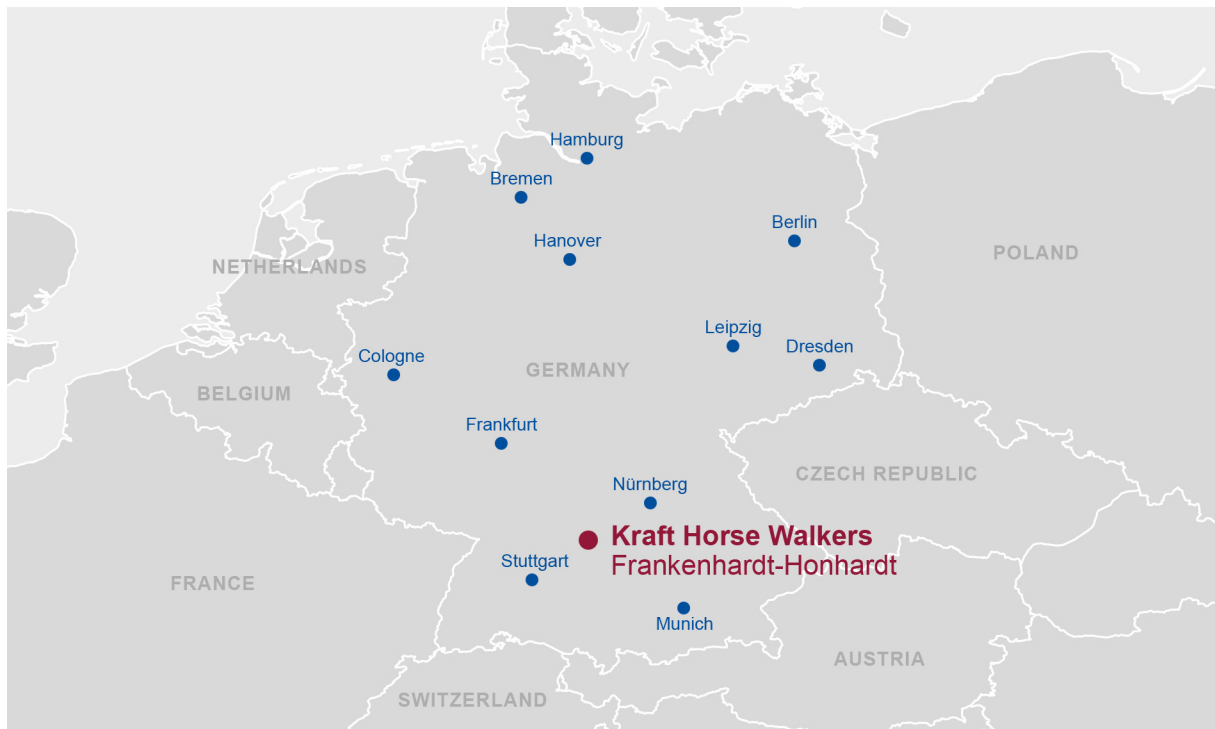 Hamburg
Bremen
Berlin
Hanover
POLAND
NETHERLANDS
Leipzig
Dresden
Cologne
GERMANY
BELGIUM
Frankfurt
CZECH REPUBLIC
Nürnberg
Kraft Horse Walkers
Frankenhardt-Honhardt
Stuttgart
FRANCE
Munich
AUSTRIA
SWITZERLAND